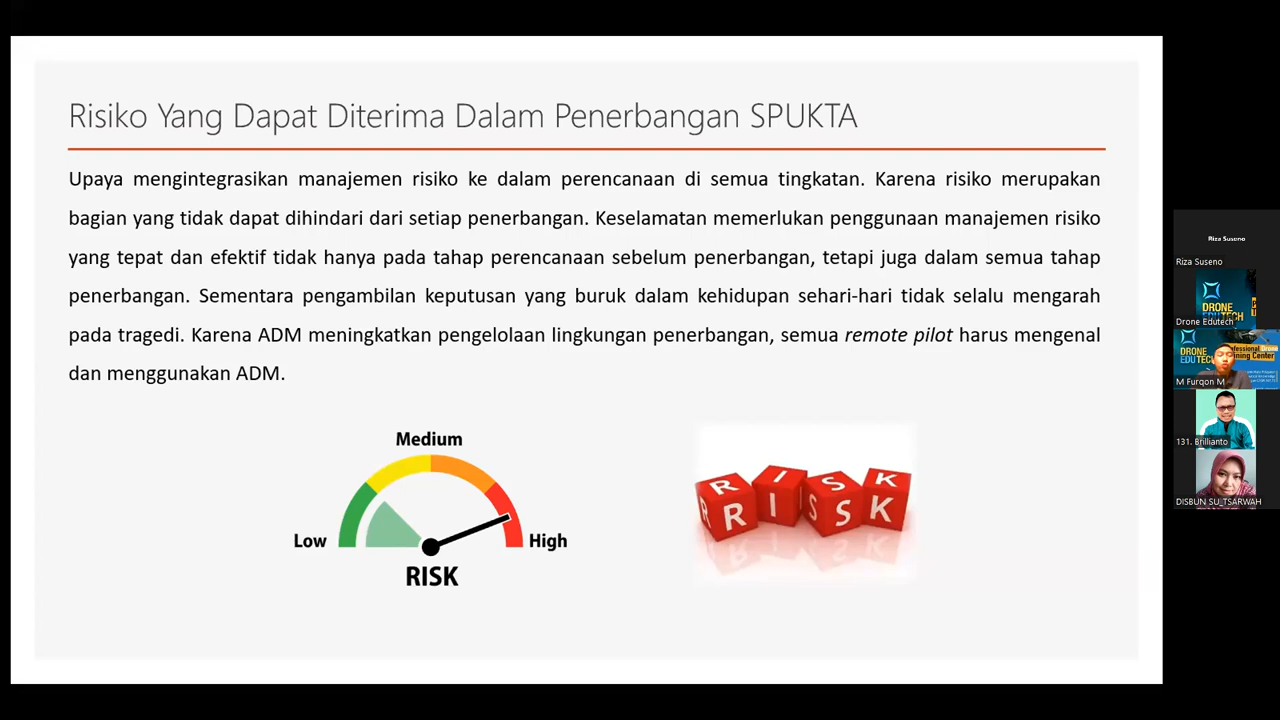 Risiko Yang Dapat Diterima Dalam Penerbangan SPUKTA
Upaya mengintegrasikan manajemen risiko ke dalam perencanaan di semua tingkatan. Karena risiko merupakan
bagian yang tidak dapat dihindari dari setiap penerbangan. Keselamatan memerlukan penggunaan manajemen risiko
yang tepat dan efektif tidak hanya pada tahap perencanaan sebelum penerbangan, tetapi juga dalam semua tahap
penerbangan. Sementara pengambilan keputusan yang buruk dalam kehidupan sehari-hari tidak selalu mengarah
pada tragedi. Karena ADM meningkatkan pengelolaan lingkungan penerbangan, semua remote pilot harus mengenal
dan menggunakan ADM.
Medium
Low
High
RISK
R I S K
R I S S K
Riza Suseno
Riza Suseno
DRONE
EDUTECH
Drone Edutech
DRONE
EDUTECH
Training Center
M Furqon M
131. Brillianto
DISBUN SU_TSARWAH